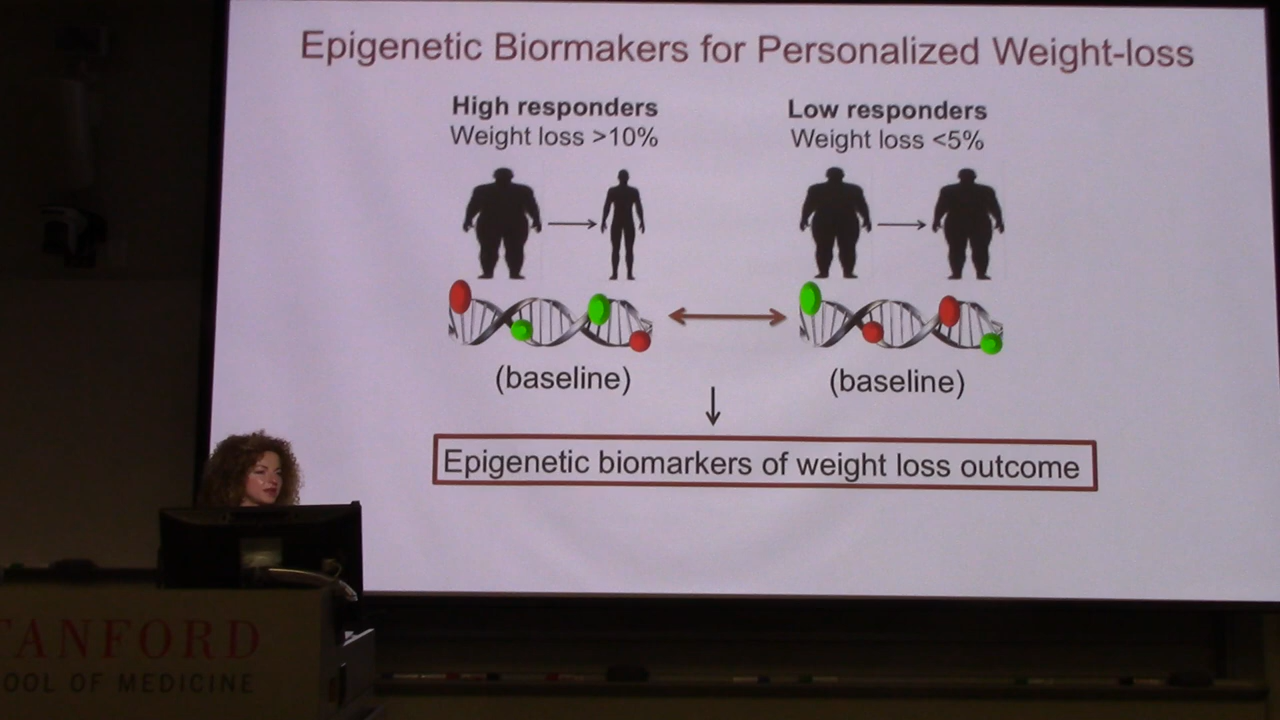 Epigenetic Biormakers for Personalized Weight-loss
High responders
Weight loss >10%
Low responders
Weight loss <5%
(baseline)
(baseline)
Epigenetic biomarkers of weight loss outcome
TANFORD
OOL OF MEDICINE